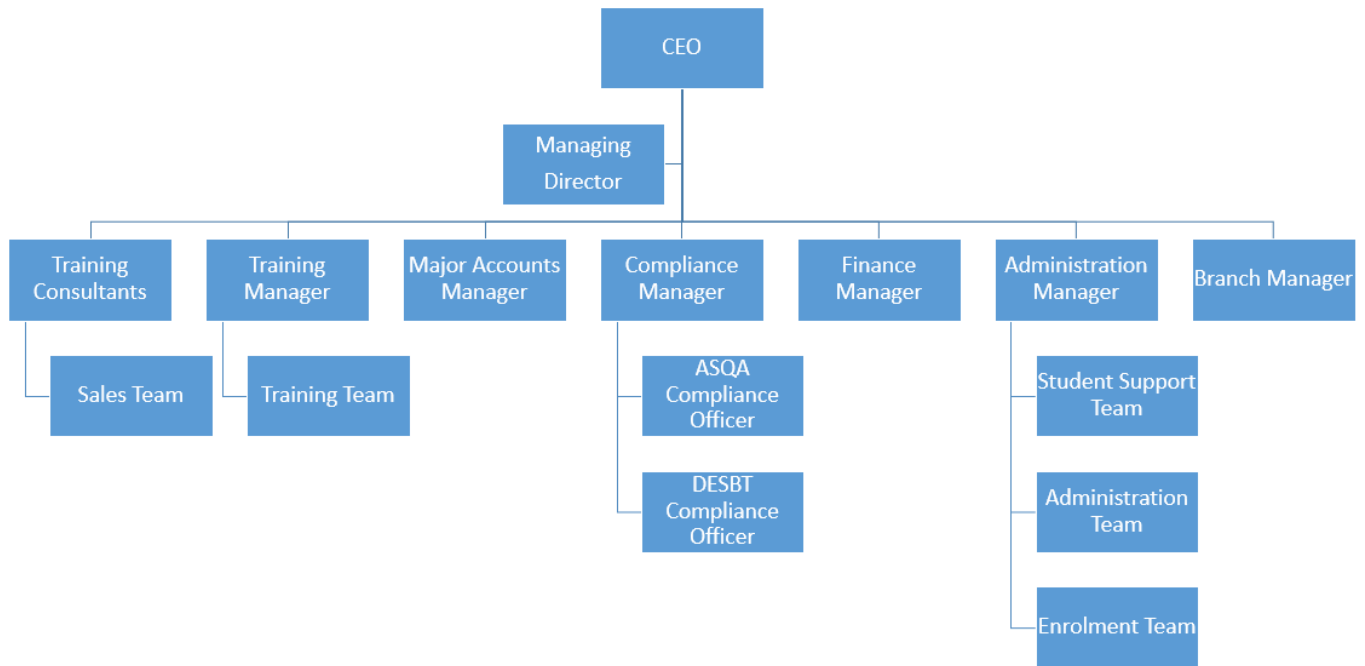 CEO
Managing
Director
Training
Consultants
Training
Manager
Major Accounts
Manager
Compliance
Manager
Finance
Manager
Administration
Manager
Branch Manager
Sales Team
Training Team
ASQA
Compliance
Officer
Student Support
Team
DESBT
Compliance
Officer
Administration
Team
Enrolment Team